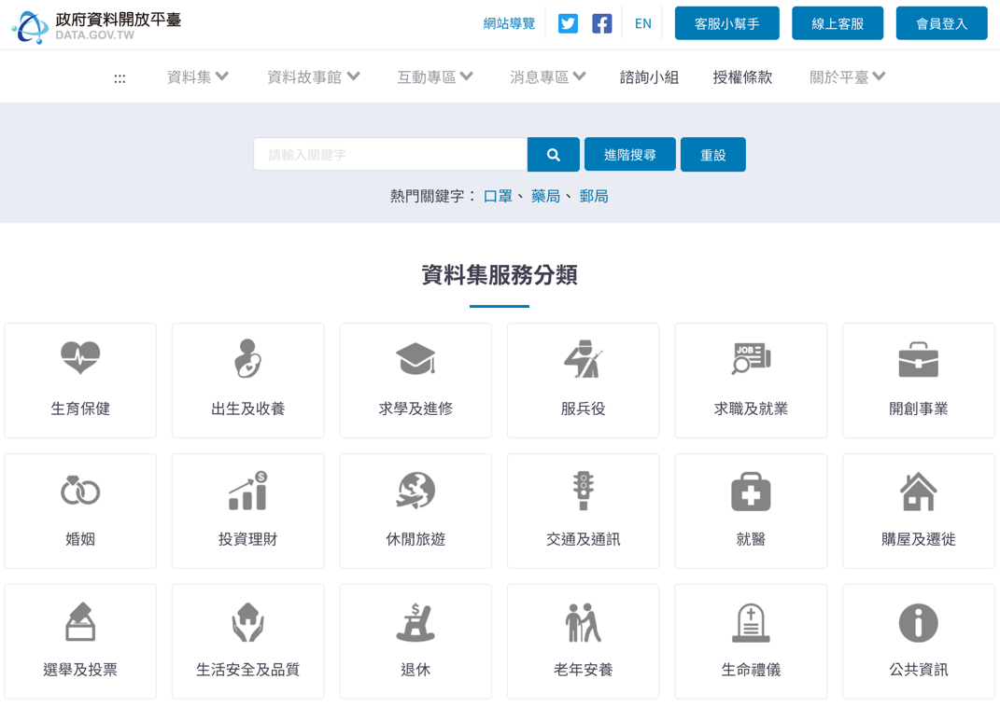 政府資料開放平臺
DATA.GOV.TW
網站導覽 EN 客服小幫手 線上客服 會員登入
::: 資料集 資料故事館 互動專區 消息專區 諮詢小組 授權條款 關於平臺
請輸入關鍵字 進階搜尋 重設
熱門關鍵字： 口罩、 藥局、 郵局
資料集服務分類
JOB
生育保健 出生及收養 求學及進修 服兵役 求職及就業 開創事業
$
婚姻 投資理財 休閒旅遊 交通及通訊 就醫 購屋及遷徙
$
選舉及投票 生活安全及品質 退休 老年安養 生命禮儀 公共資訊